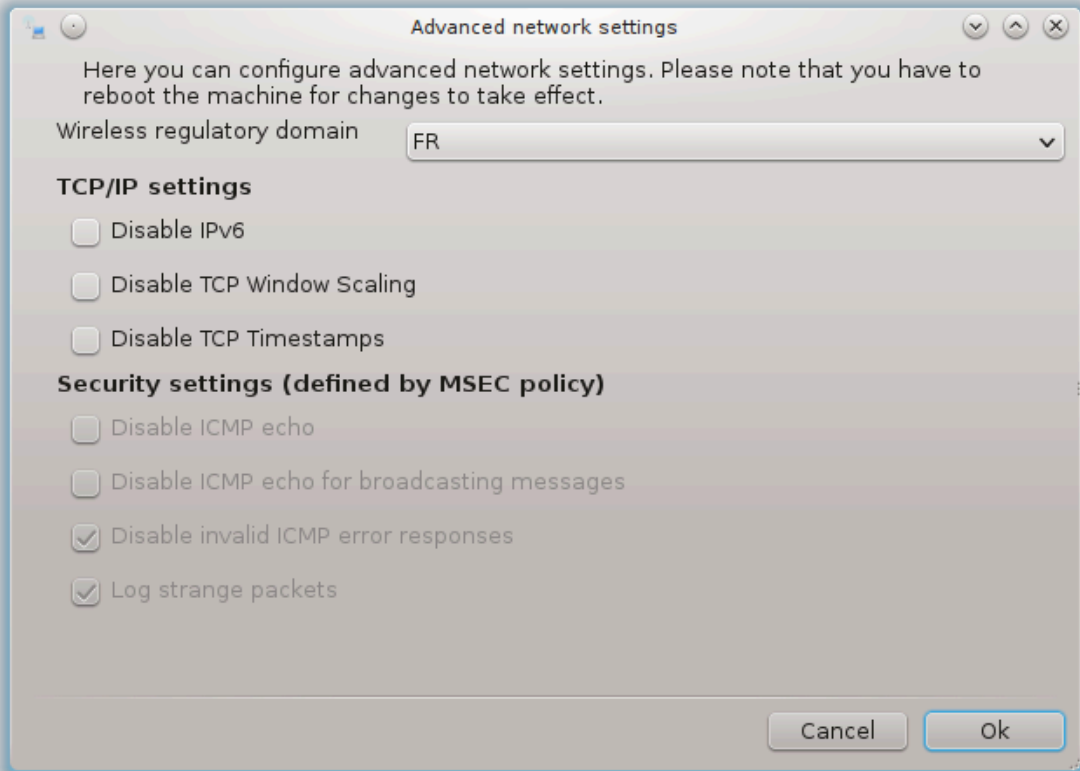 Advanced network settings
Here you can configure advanced network settings. Please note that you have to
reboot the machine for changes to take effect.
Wireless regulatory domain
FR
TCP/IP settings
Disable IPv6
Disable TCP Window Scaling
Disable TCP Timestamps
Security settings (defined by MSEC policy)
Disable ICMP echo
Disable ICMP echo for broadcasting messages
Disable invalid ICMP error responses
Log strange packets
Cancel
Ok